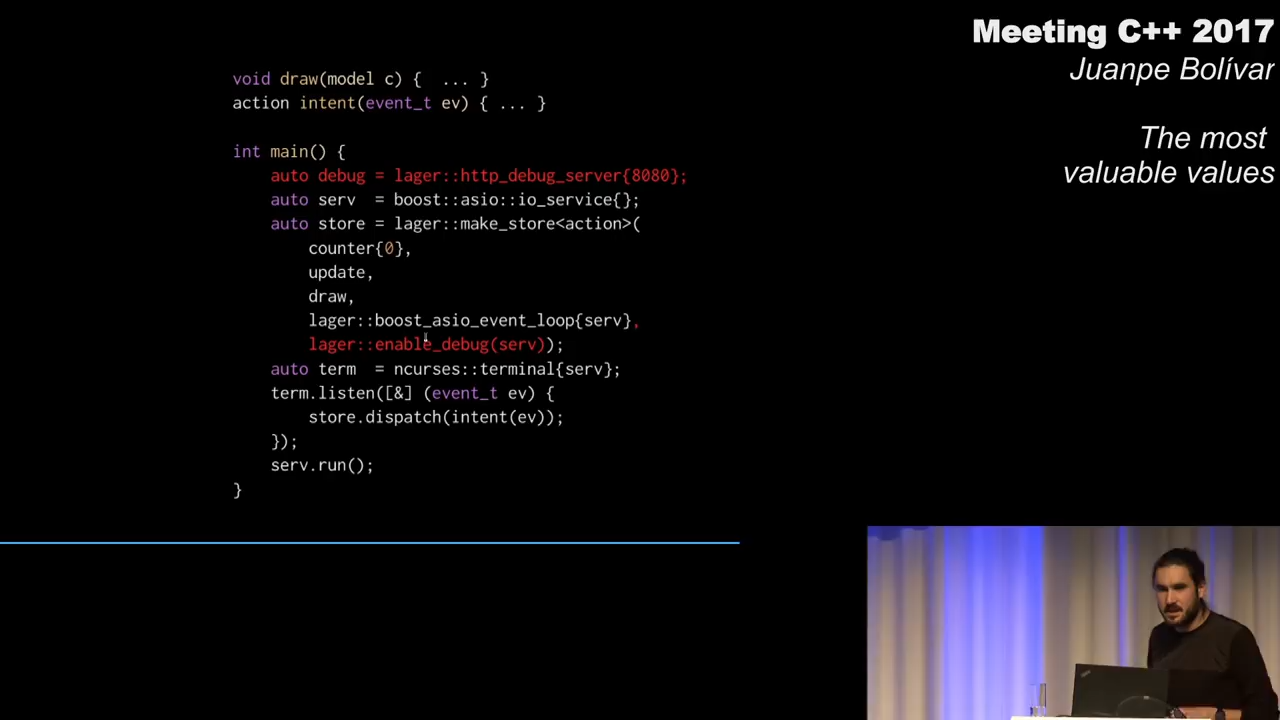 Meeting C++ 2017
Juanpe Bolívar
The most
valuable values
void draw(model c) {  ... }
action intent(event_t ev) { ... }
int main() {
    auto debug = lager::http_debug_server{8080};
    auto serv  = boost::asio::io_service{};
    auto store = lager::make_store<action>(
        counter{0},
        update,
        draw,
        lager::boost_asio_event_loop{serv},
        lager::enable_debug(serv));
    auto term  = ncurses::terminal{serv};
    term.listen([&] (event_t ev) {
        store.dispatch(intent(ev));
    });
    serv.run();
}